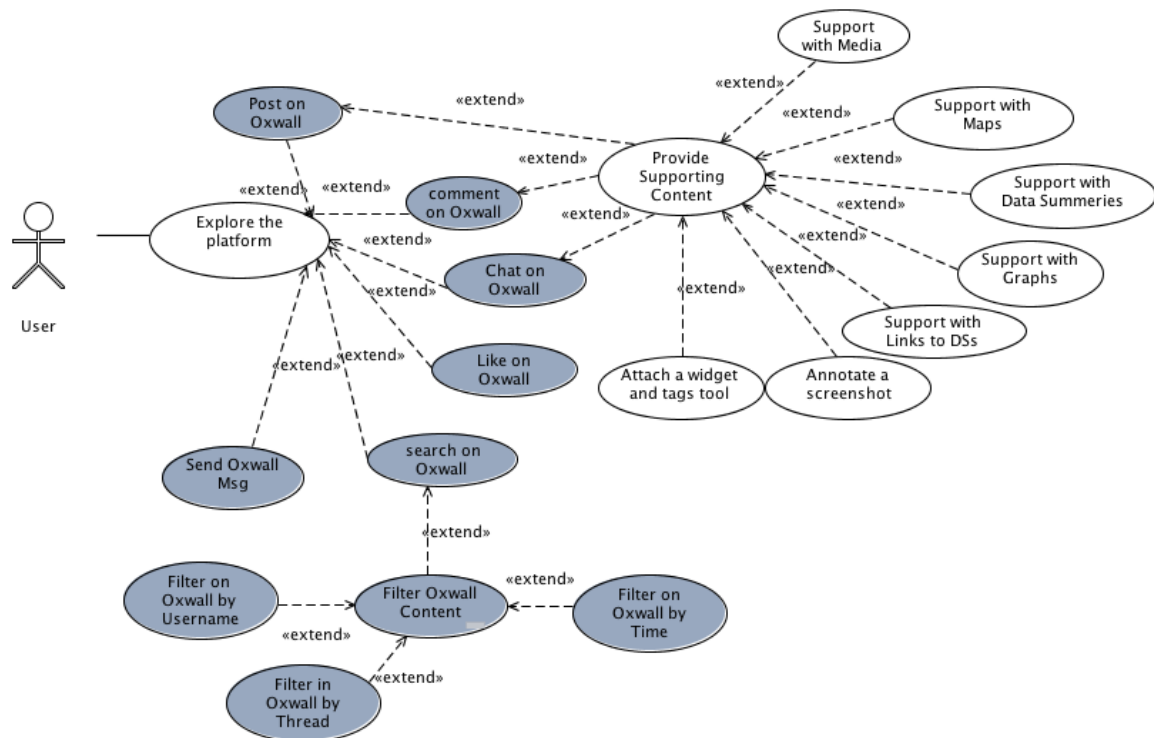 Support
with Media
«extend»
Post on
Oxwall
«extend»
«extend»
Support with
Maps
Provide
Supporting
Content
«extend»
«extend»
comment
on Oxwall
«extend»
«extend»
Support with
Data Summeries
Explore the
platform
«extend»
«extend»
«extend»
Chat on
Oxwall
«extend»
Support with
Graphs
«extend»
«extend»
«extend»
User
Support with
Links to DSs
«extend»
«extend»
Like on
Oxwall
Attach a widget
and tags tool
Annotate a
screenshot
Send Oxwall
Msg
search on
Oxwall
«extend»
Filter on
Oxwall by
Username
Filter Oxwall
Content
«extend»
Filter on
Oxwall by
Time
«extend»
«extend»
Filter in
Oxwall by
Thread